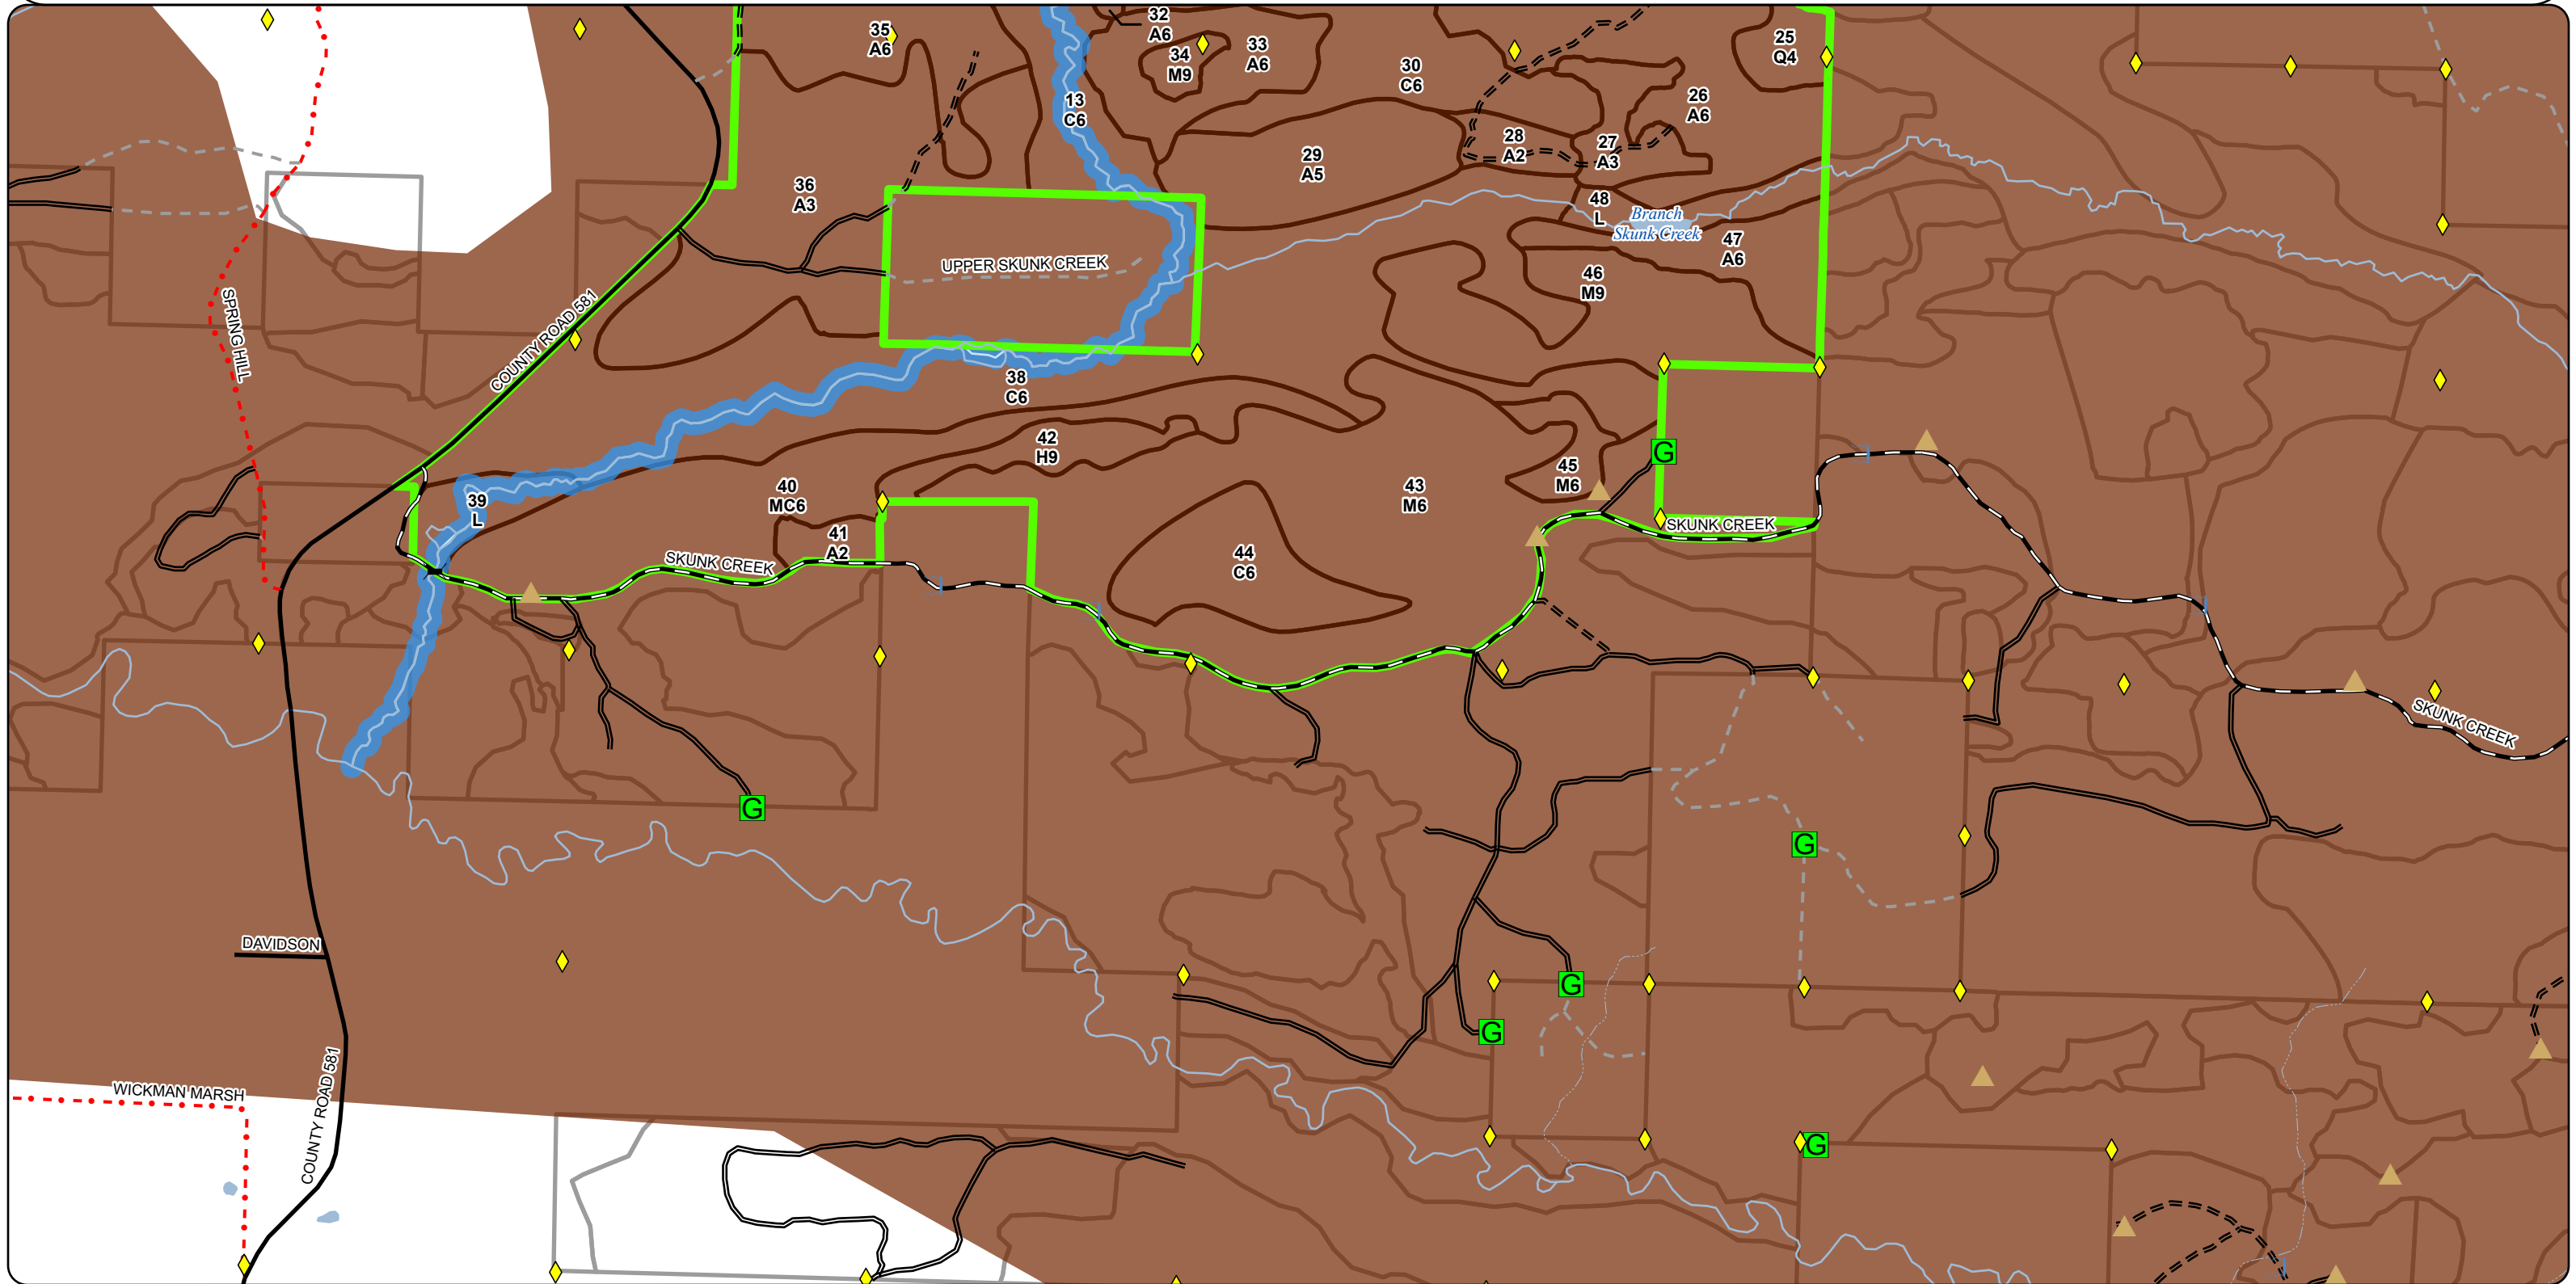 32
A6
35
A6
33
A6
34
M9
25
Q4
30
C6
26
A6
13
C6
28
A2
27
A3
29
A5
36
A3
48
L
Branch
Skunk Creek
47
A6
UPPER SKUNK CREEK
46
M9
SPRING HILL
COUNTY ROAD 581
38
C6
42
H9
G
45
M6
40
MC6
43
M6
39
L
41
A2
SKUNK CREEK
44
C6
SKUNK CREEK
SKUNK CREEK
G
G
DAVIDSON
G
G
WICKMAN MARSH
COUNTY ROAD 581
G